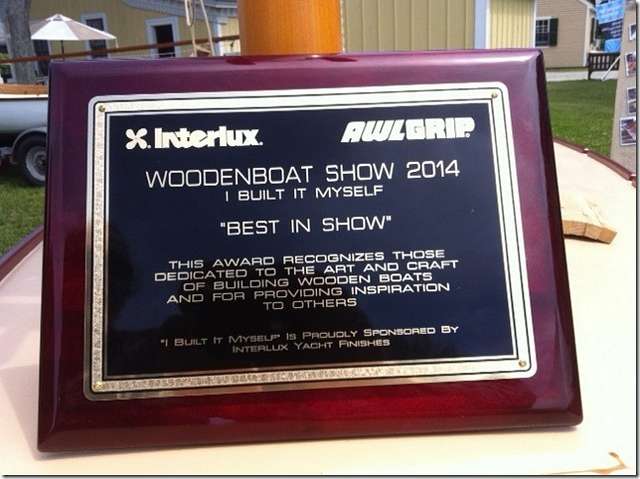 Interlux. AWLGRIP.
WOODENBOAT SHOW 2014
I BUILT IT MYSELF
"BEST IN SHOW"
THIS AWARD RECOGNIZES THOSE
DEDICATED TO THE ART AND CRAFT
OF BUILDING WOODEN BOATS
AND FOR PROVIDING INSPIRATION
TO OTHERS
"I BUILT IT MYSELF" IS PROUDLY SPONSORED BY
INTERLUX YACHT FINISHES